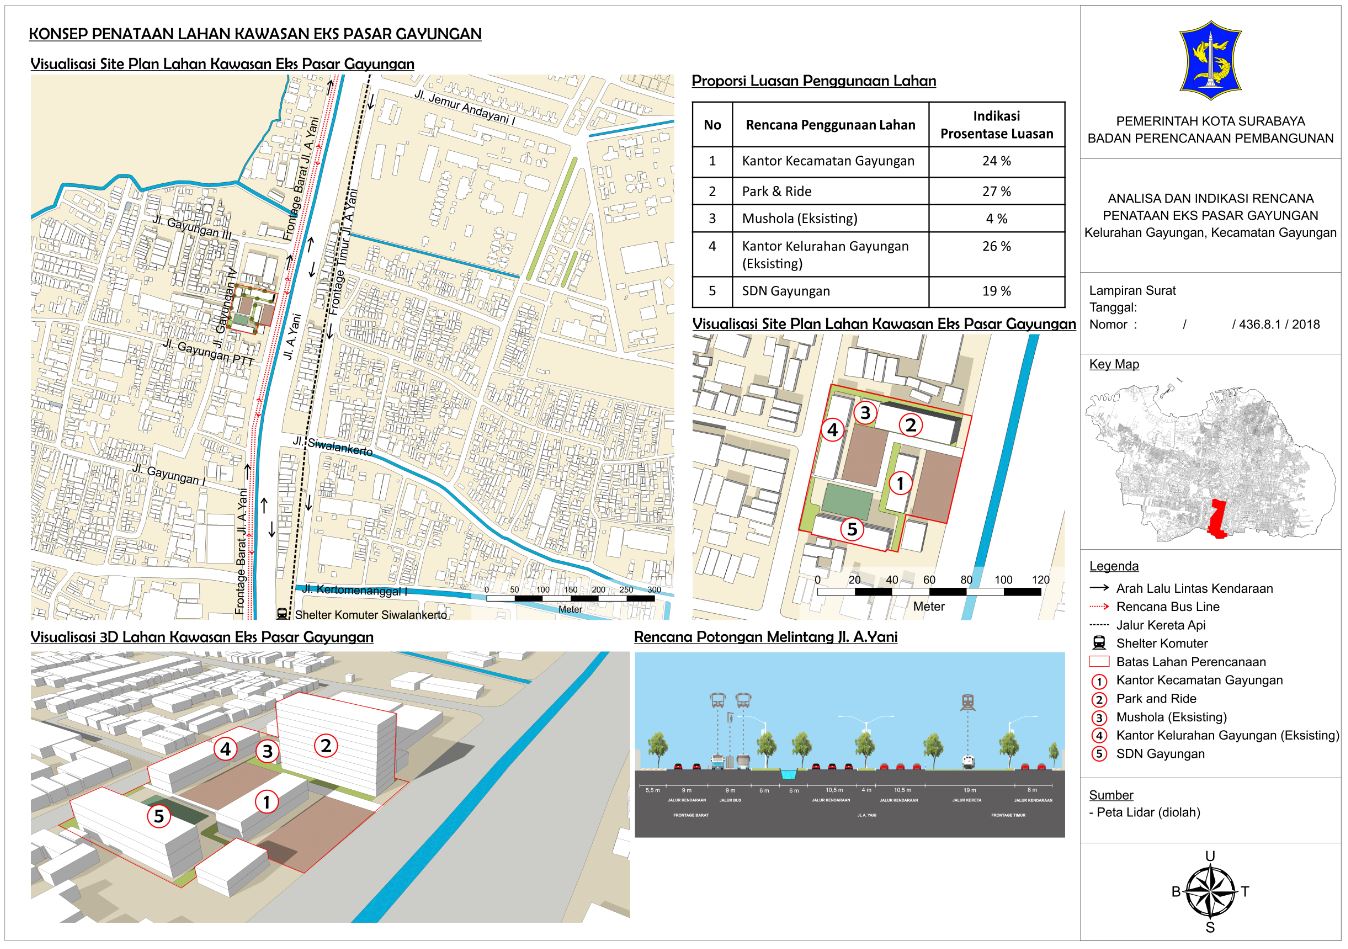 KONSEP PENATAAN LAHAN KAWASAN EKS PASAR GAYUNGAN
Visualisasi Site Plan Lahan Kawasan Eks Pasar Gayungan
Jl. Jemur Andayani I
Frontage Barat Jl. A.Yani
Frontage Timur Jl. A.Yani
Jl. Gayungan III
Jl. Gayungan IV
Jl. Gayungan PTT
Jl. A.Yani
Jl. Siwalankerto
Jl. Gayungan I
Frontage Barat Jl. A.Yani
Jl. Kertomenanggal I
Shelter Komuter Siwalankerto
0 50 100 150 200 250 300
Meter
Proporsi Luasan Penggunaan Lahan
No Rencana Penggunaan Lahan Indikasi Prosentase Luasan
1 Kantor Kecamatan Gayungan 24 %
2 Park & Ride 27 %
3 Mushola (Eksisting) 4 %
4 Kantor Kelurahan Gayungan (Eksisting) 26 %
5 SDN Gayungan 19 %
Visualisasi Site Plan Lahan Kawasan Eks Pasar Gayungan
3
2
4
1
5
0 20 40 60 80 100 120
Meter
Visualisasi 3D Lahan Kawasan Eks Pasar Gayungan
4
3
2
1
5
Rencana Potongan Melintang Jl. A.Yani
5,5 m 9 m 9 m 6 m 6 m 10,5 m 4 m 10,5 m 19 m 8 m
JALUR KENDARAAN JALUR BUS JALUR KENDARAAN JALUR KENDARAAN JALUR KERETA JALUR KENDARAAN
FRONTAGE BARAT JL A. YANI FRONTAGE TIMUR
PEMERINTAH KOTA SURABAYA
BADAN PERENCANAAN PEMBANGUNAN
ANALISA DAN INDIKASI RENCANA
PENATAAN EKS PASAR GAYUNGAN
Kelurahan Gayungan, Kecamatan Gayungan
Lampiran Surat
Tanggal:
Nomor : / / 436.8.1 / 2018
Key Map
Legenda
Arah Lalu Lintas Kendaraan
Rencana Bus Line
Jalur Kereta Api
Shelter Komuter
Batas Lahan Perencanaan
1 Kantor Kecamatan Gayungan
2 Park and Ride
3 Mushola (Eksisting)
4 Kantor Kelurahan Gayungan (Eksisting)
5 SDN Gayungan
Sumber
- Peta Lidar (diolah)
U
B T
S